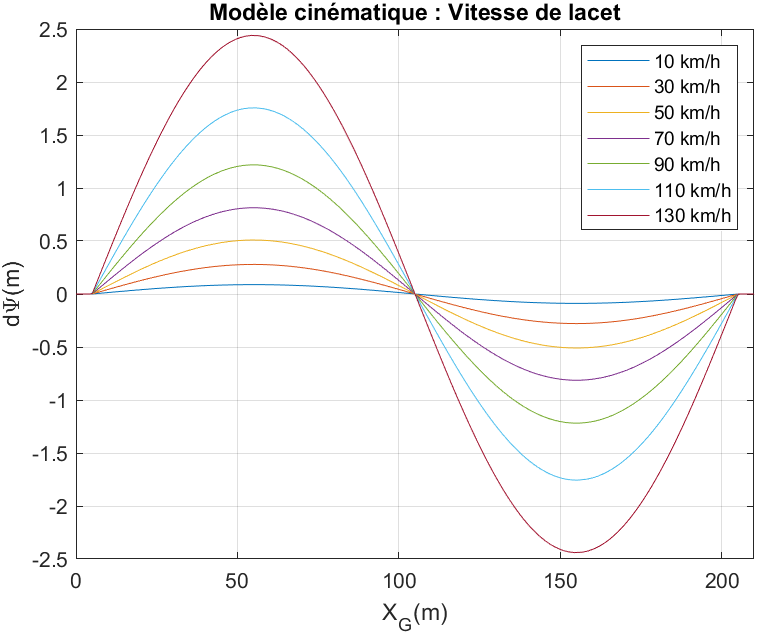 Modèle cinématique : Vitesse de lacet
2.5
2
1.5
1
0.5
0
-0.5
-1
-1.5
-2
-2.5
dΨ(m)
10 km/h
30 km/h
50 km/h
70 km/h
90 km/h
110 km/h
130 km/h
0
50
100
150
200
X_G(m)